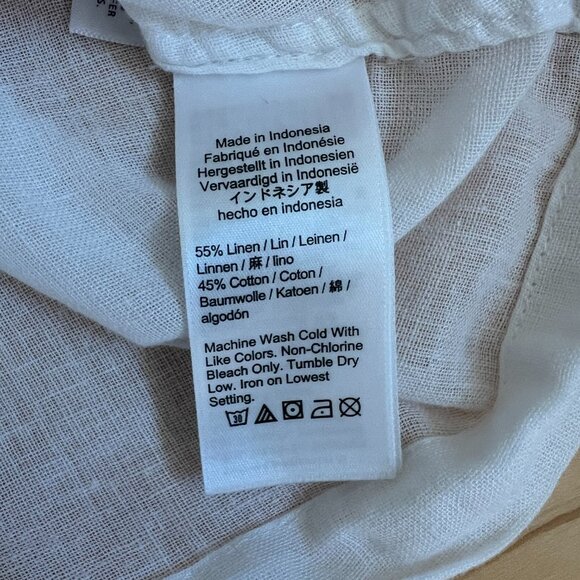 Made in Indonesia
Fabriqué en Indonésie
Hergestellt in Indonesien
Vervaardigd in Indonesië
インドネシア製
hecho en indonesia
55% Linen / Lin / Leinen /
Linnen / 麻 / lino
45% Cotton / Coton /
Baumwolle / Katoen / 綿 /
algodón
Machine Wash Cold With
Like Colors. Non-Chlorine
Bleach Only. Tumble Dry
Low. Iron on Lowest
Setting.
30